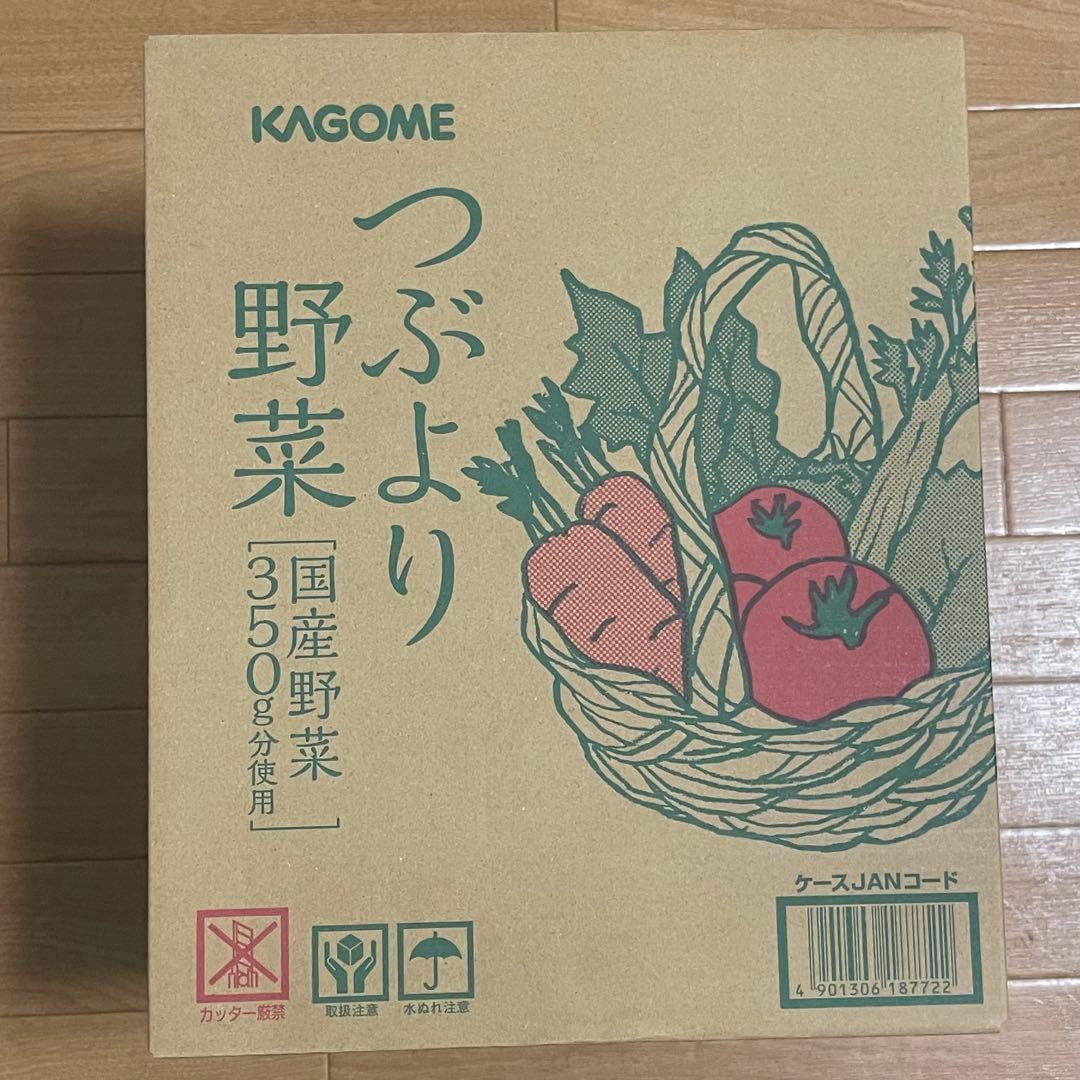 KAGOME
つぶより
野菜
国産野菜
350g分使用
ケースJANコード
4 901306 187722
カッター厳禁
取扱注意
水ぬれ注意